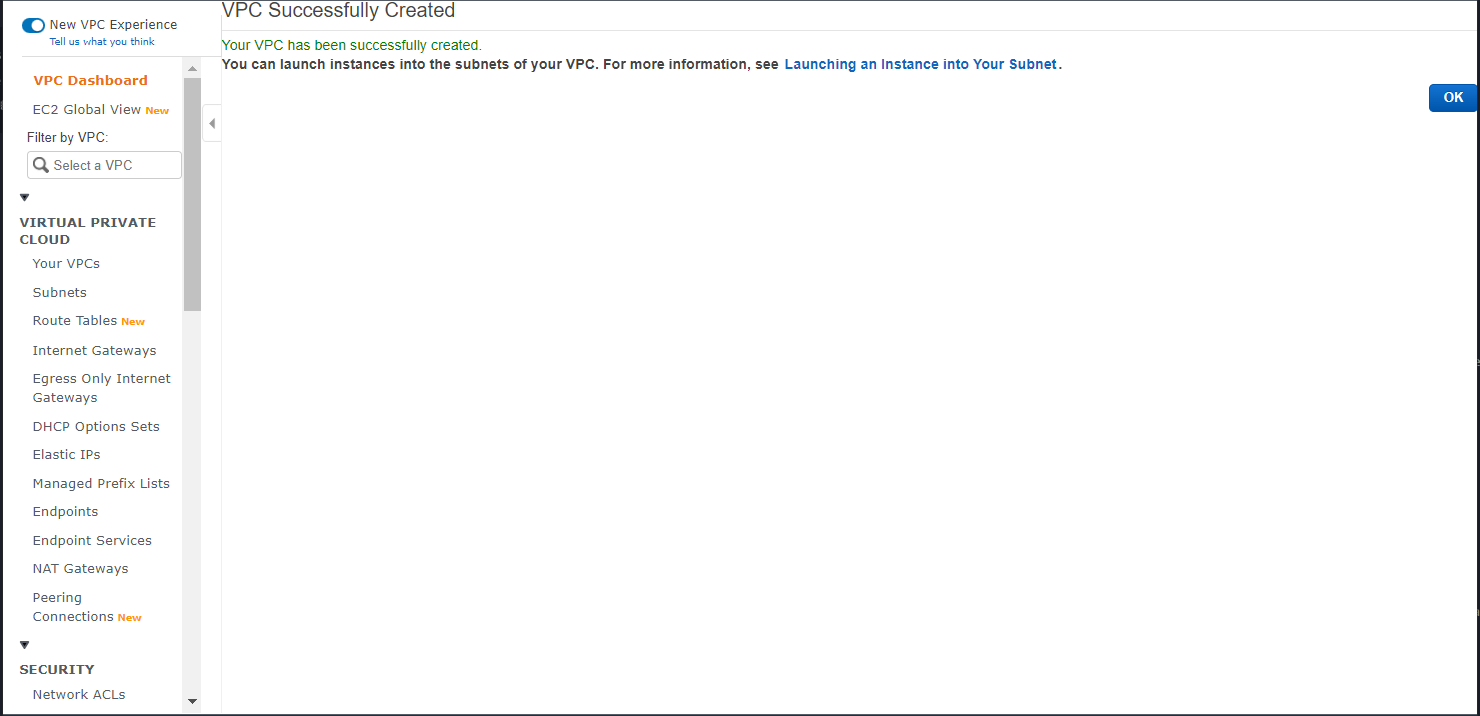 New VPC Experience
Tell us what you think
VPC Dashboard
EC2 Global View New
Filter by VPC:
Select a VPC
VIRTUAL PRIVATE
CLOUD
Your VPCs
Subnets
Route Tables New
Internet Gateways
Egress Only Internet
Gateways
DHCP Options Sets
Elastic IPs
Managed Prefix Lists
Endpoints
Endpoint Services
NAT Gateways
Peering
Connections New
SECURITY
Network ACLs
VPC Successfully Created
Your VPC has been successfully created.
You can launch instances into the subnets of your VPC. For more information, see Launching an Instance into Your Subnet.
OK